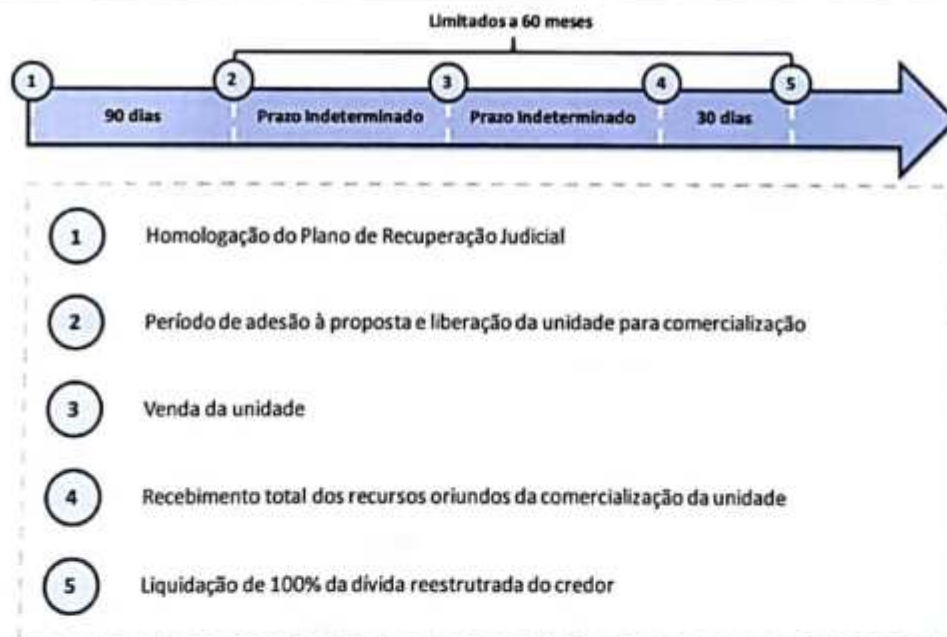 Limitados a 60 meses
1 2 3 4 5
90 dias Prazo Indeterminado Prazo Indeterminado 30 dias
1 Homologação do Plano de Recuperação Judicial
2 Período de adesão à proposta e liberação da unidade para comercialização
3 Venda da unidade
4 Recebimento total dos recursos oriundos da comercialização da unidade
5 Liquidação de 100% da dívida reestrutrada do credor